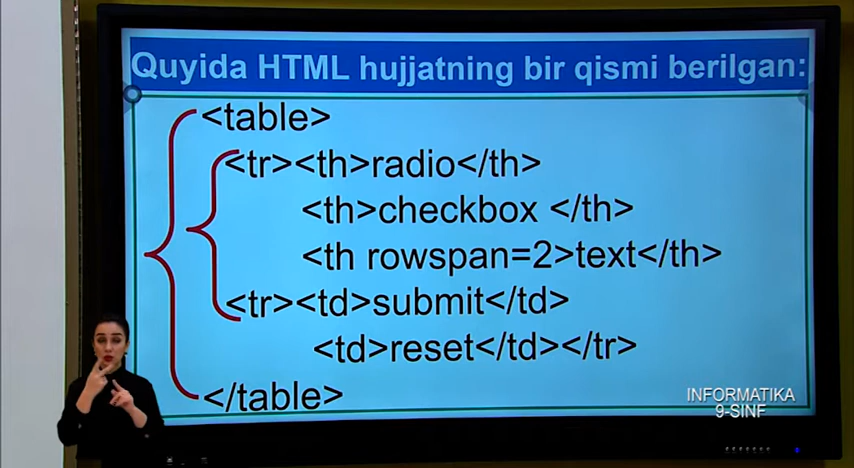 Quyida HTML hujjatning bir qismi berilgan:
<table>
<tr><th>radio</th>
<th>checkbox </th>
<th rowspan=2>text</th>
<tr><td>submit</td>
<td>reset</td></tr>
</table>
INFORMATIKA
9-SINF